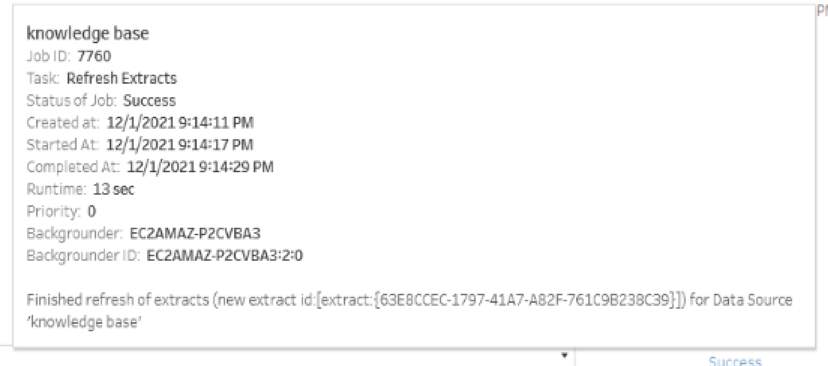 knowledge base
Job ID: 7760
Task: Refresh Extracts
Status of Job: Success
Created at: 12/1/2021 9:14:11 PM
Started At: 12/1/2021 9:14:17 PM
Completed At: 12/1/2021 9:14:29 PM
Runtime: 13 sec
Priority: 0
Backgrounder: EC2AMAZ-P2CVBA3
Backgrounder ID: EC2AMAZ-P2CVBA3:2:0
Finished refresh of extracts (new extract id:[extract:{63E8CCEC-1797-41A7-A82F-761C9B238C39}]) for Data Source
'knowledge base'
Success